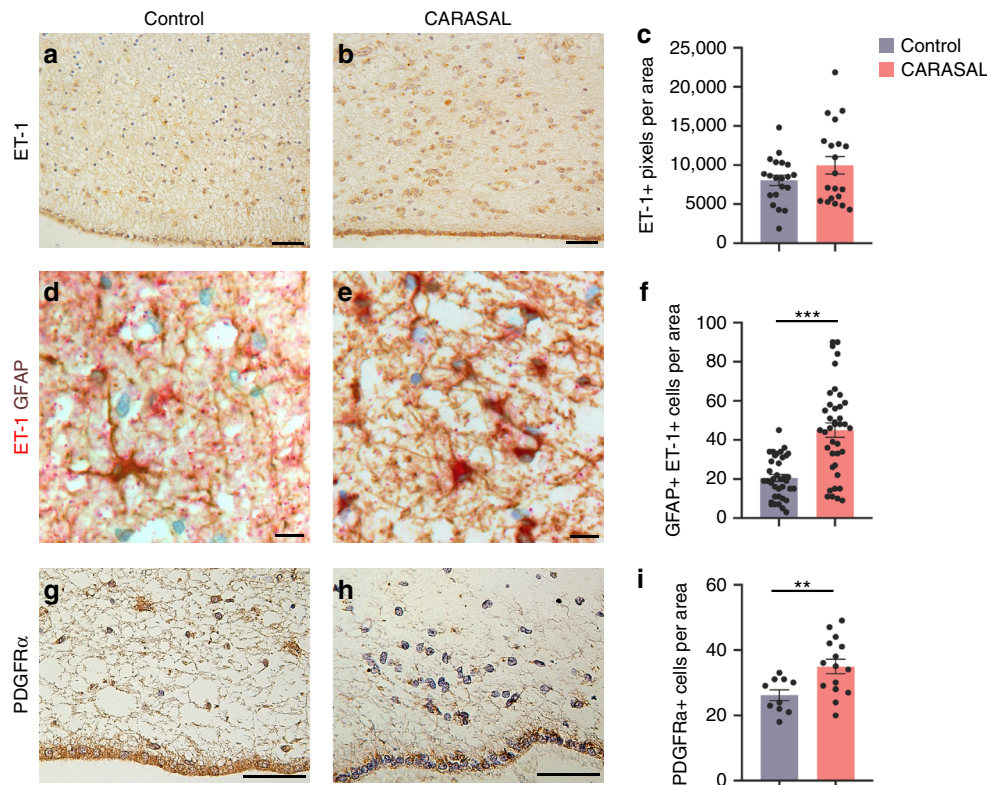 Control
CARASAL
ET-1
a
b
c
ET-1+ pixels per area
25,000
20,000
15,000
10,000
5000
0
Control
CARASAL
ET-1 GFAP
d
e
f
GFAP+ ET-1+ cells per area
100
80
60
40
20
0
***
PDGFRα
g
h
i
PDGFRa+ cells per area
60
40
20
0
**